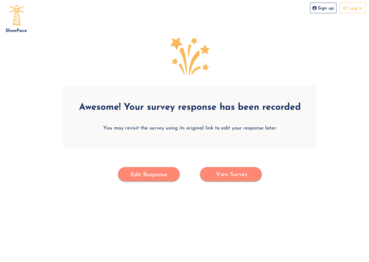 Sign up
Log in
ShowFace
Awesome! Your survey response has been recorded
You may revisit the survey using its original link to edit your response later.
Edit Response
View Survey